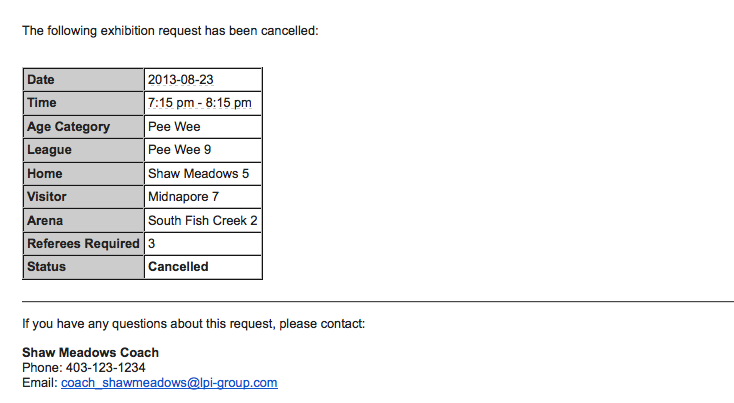 The following exhibition request has been cancelled:
Date 2013-08-23
Time 7:15 pm - 8:15 pm
Age Category Pee Wee
League Pee Wee 9
Home Shaw Meadows 5
Visitor Midnapore 7
Arena South Fish Creek 2
Referees Required 3
Status Cancelled
If you have any questions about this request, please contact:
Shaw Meadows Coach
Phone: 403-123-1234
Email: coach_shawmeadows@lpi-group.com